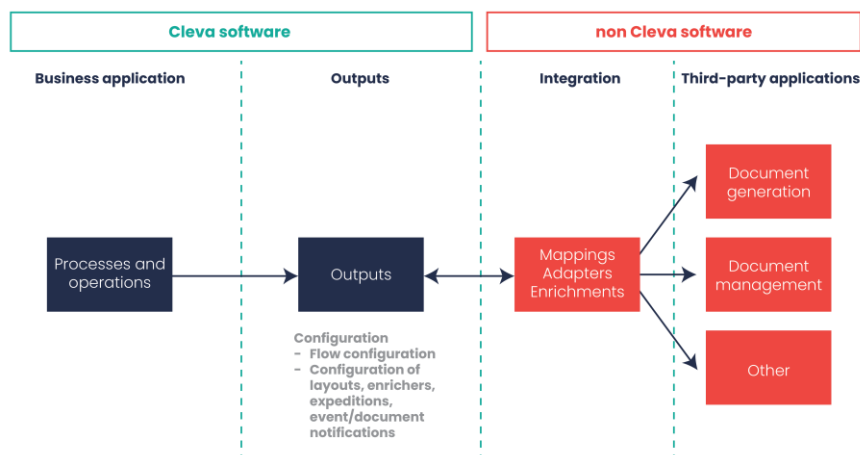 Cleva software
non Cleva software
Business application
Outputs
Integration
Third-party applications
Document
generation
Processes and
operations
Outputs
Mappings
Adapters
Enrichments
Document
management
Configuration
- Flow configuration
- Configuration of
layouts, enrichers,
expeditions,
event/document
notifications
Other